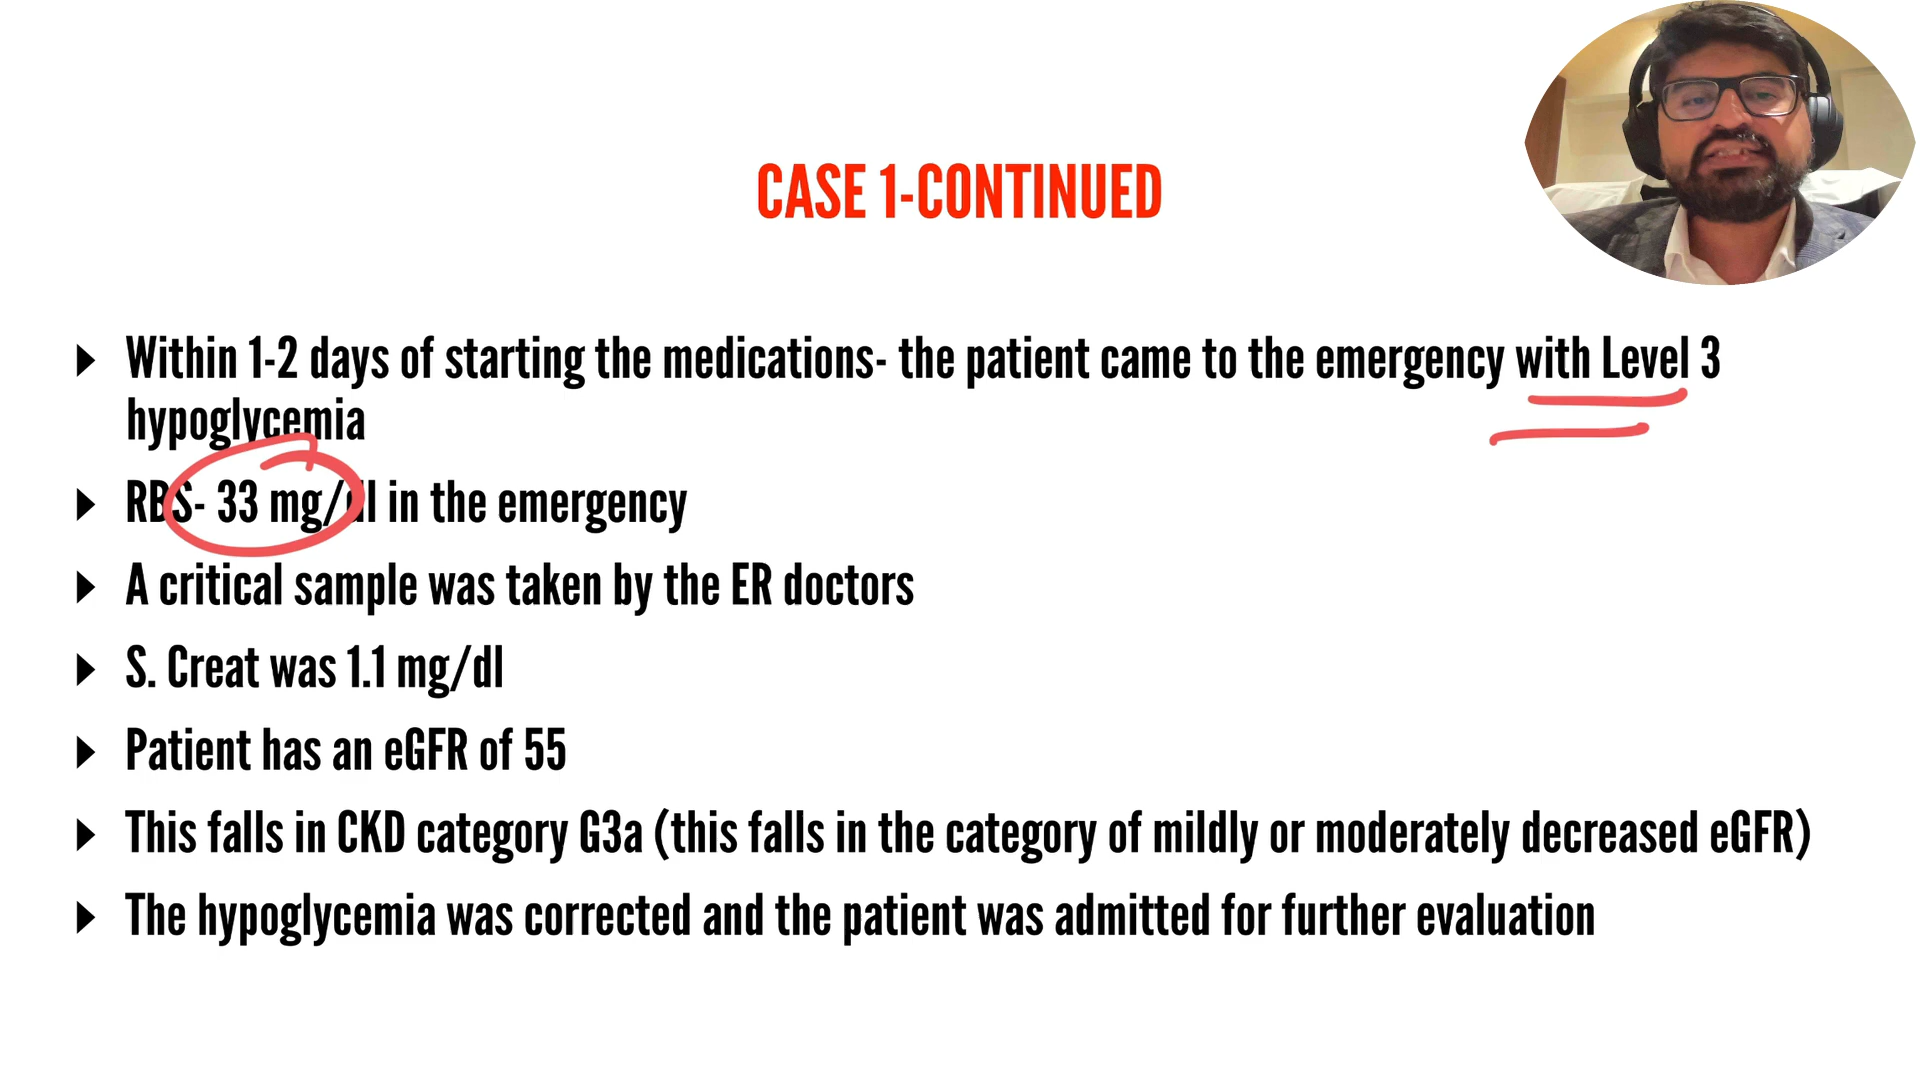 CASE 1-CONTINUED
Within 1-2 days of starting the medications- the patient came to the emergency with Level 3
hypoglycemia
RBS- 33 mg/dl in the emergency
A critical sample was taken by the ER doctors
S. Creat was 1.1 mg/dl
Patient has an eGFR of 55
This falls in CKD category G3a (this falls in the category of mildly or moderately decreased eGFR)
The hypoglycemia was corrected and the patient was admitted for further evaluation